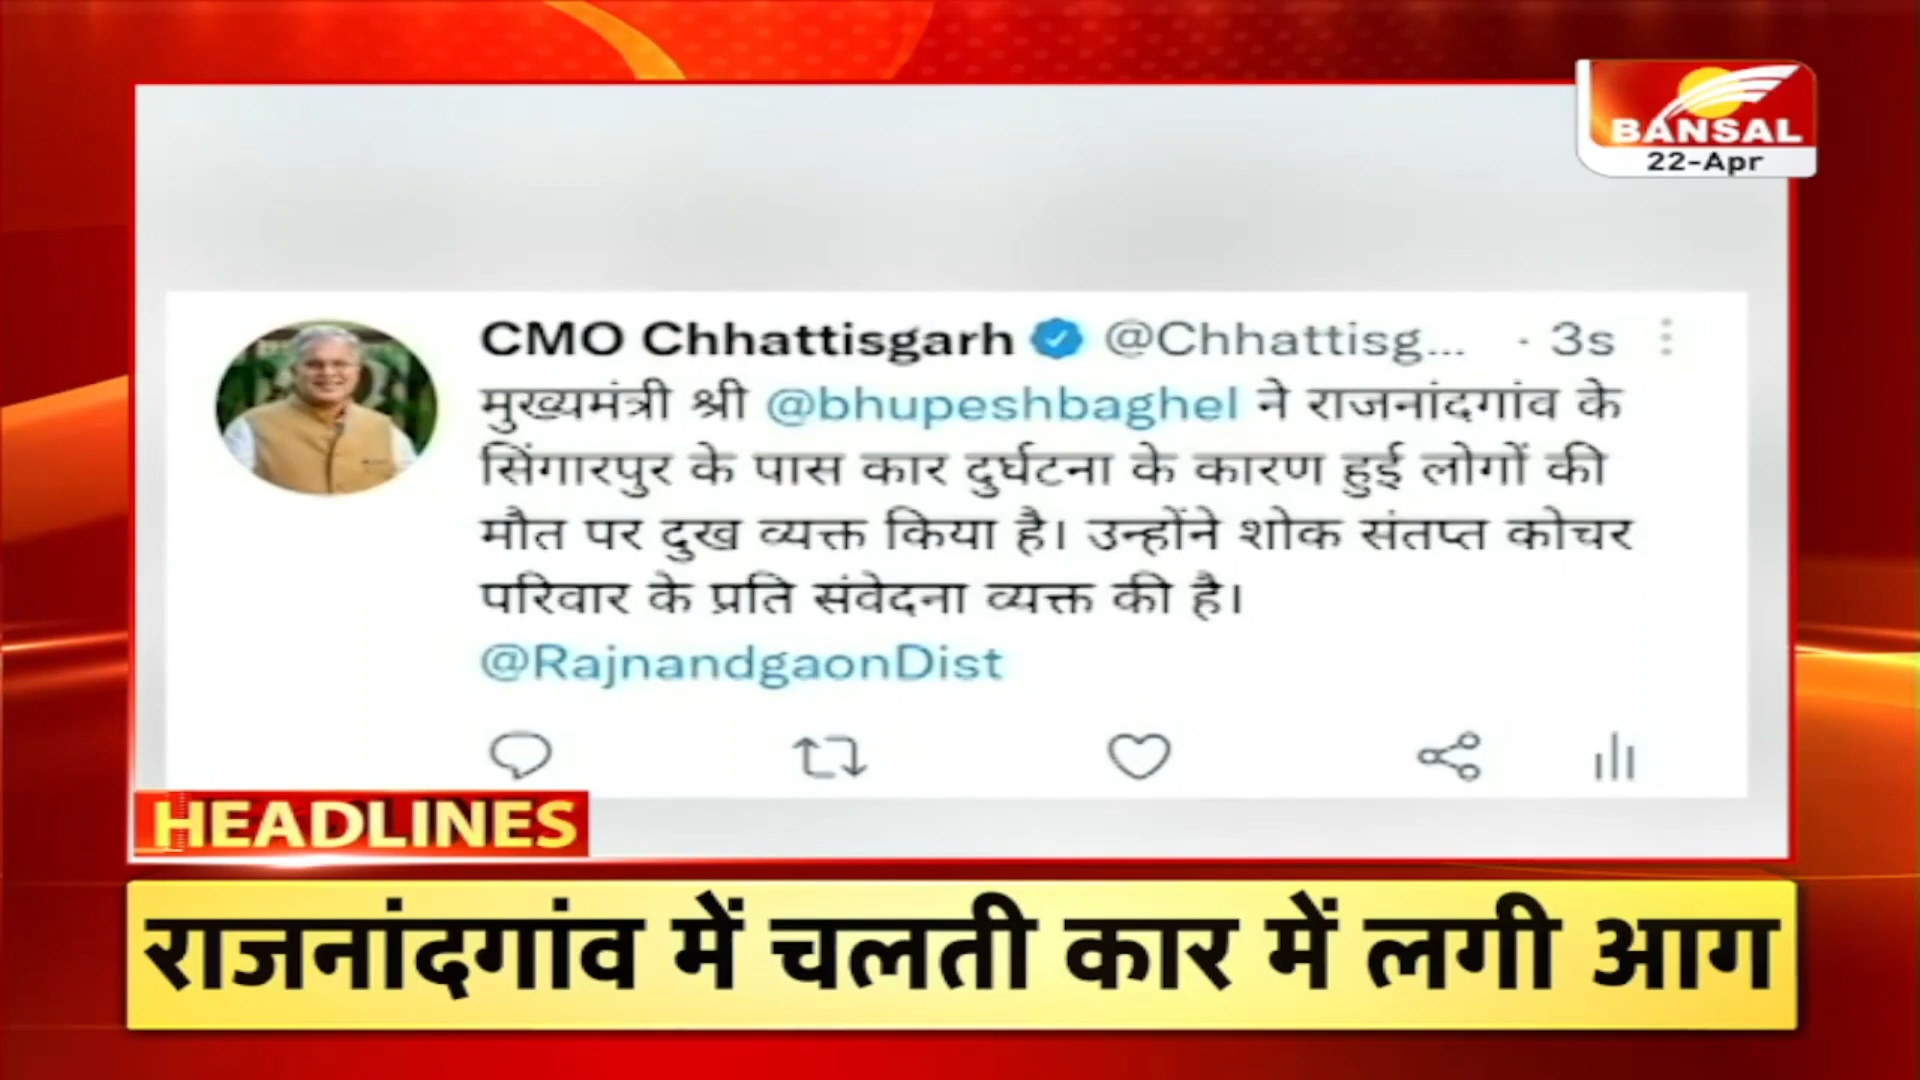 BANSAL
22-Apr
CMO Chhattisgarh @Chhattisg... · 3s
मुख्यमंत्री श्री @bhupeshbaghel ने राजनांदगांव के
सिंगारपुर के पास कार दुर्घटना के कारण हुई लोगों की
मौत पर दुख व्यक्त किया है। उन्होंने शोक संतप्त कोचर
परिवार के प्रति संवेदना व्यक्त की है।
@RajnandgaonDist
HEADLINES
राजनांदगांव में चलती कार में लगी आग